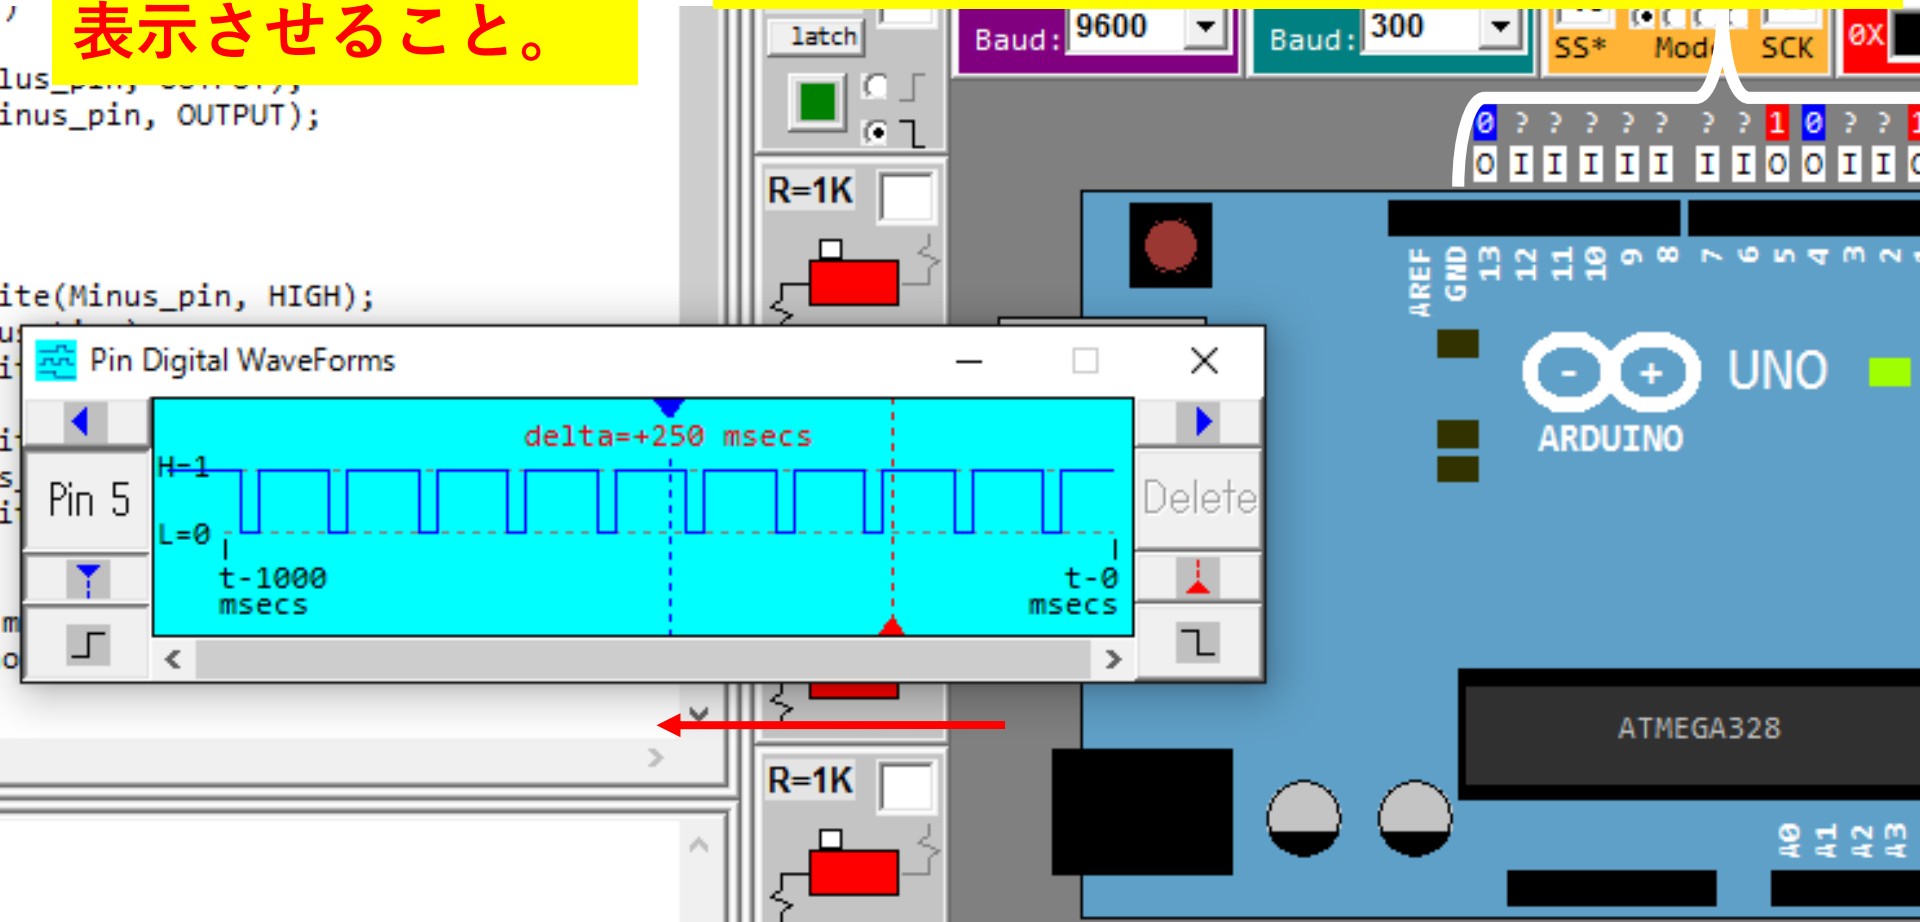 表示させること。
OUTPUT);
inus_pin, OUTPUT);
ite(Minus_pin, HIGH);
latch
R=1K
Baud: 9600
Baud: 300
SS* Mode SCK
0X
0 ? ? ? ? ? ? ? 1 0 ? ? 1
O I I I I I I I O O I I O
AREF GND 13 12 11 10 9 8 7 6 5 4 3 2
UNO
ARDUINO
Pin Digital WaveForms
delta=+250 msecs
H=1
Pin 5
L=0
t-1000 msecs
t-0 msecs
Delete
ATMEGA328
R=1K
A0 A1 A2 A3